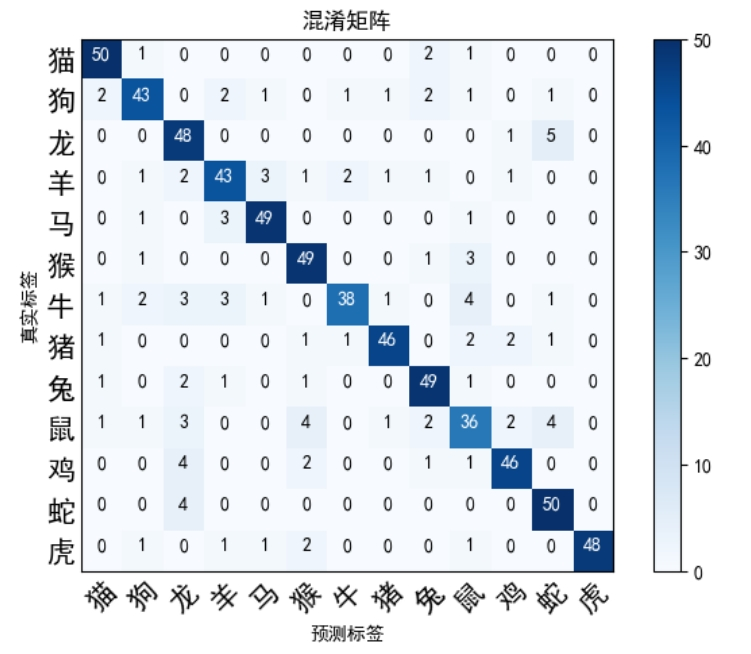 混淆矩阵
猫 50 1 0 0 0 0 0 0 2 1 0 0 0
狗 2 43 0 2 1 0 1 1 2 1 0 1 0
龙 0 0 48 0 0 0 0 0 0 0 1 5 0
羊 0 1 2 43 3 1 2 1 1 0 1 0 0
马 0 1 0 3 49 0 0 0 0 1 0 0 0
猴 0 1 0 0 0 49 0 0 1 3 0 0 0
牛 1 2 3 3 1 0 38 1 0 4 0 1 0
猪 1 0 0 0 0 1 1 46 0 2 2 1 0
兔 1 0 2 1 0 1 0 0 49 1 0 0 0
鼠 1 1 3 0 0 4 0 1 2 36 2 4 0
鸡 0 0 4 0 0 2 0 0 1 1 46 0 0
蛇 0 0 4 0 0 0 0 0 0 0 0 50 0
虎 0 1 0 1 1 2 0 0 0 1 0 0 48
猫 狗 龙 羊 马 猴 牛 猪 兔 鼠 鸡 蛇 虎
预测标签
真实标签
50
40
30
20
10
0